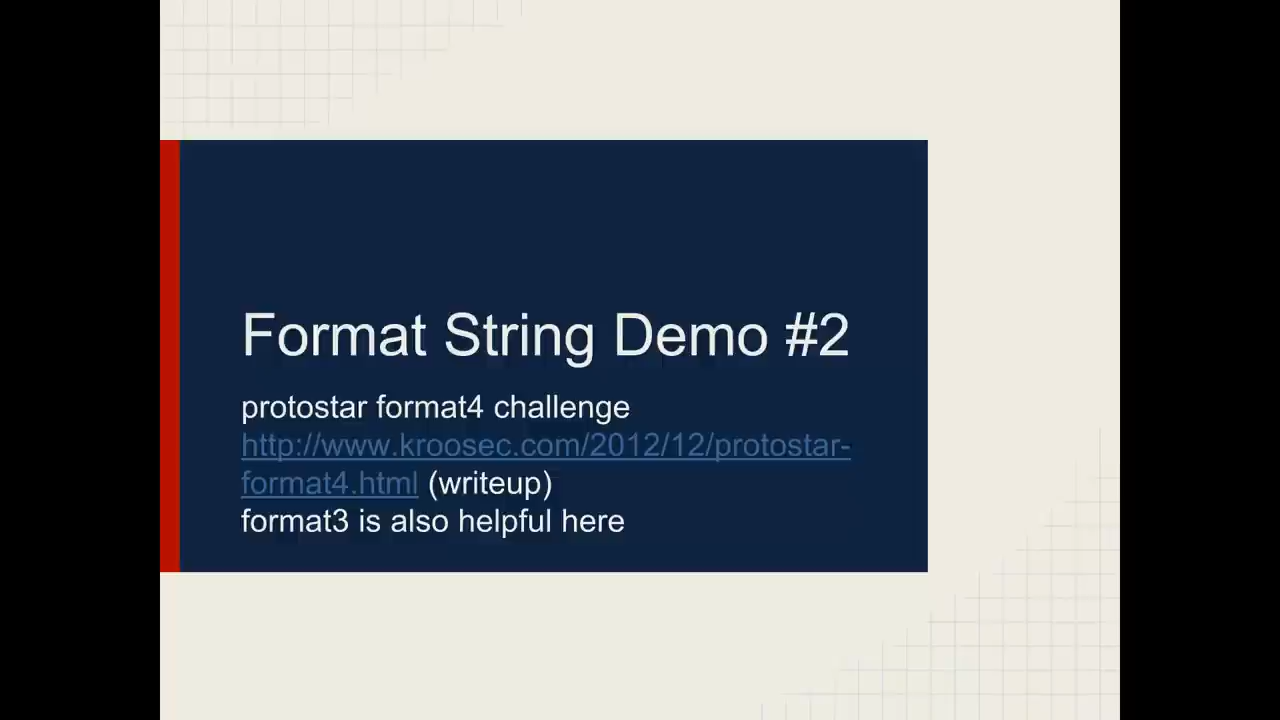 Format String Demo #2
protostar format4 challenge
http://www.kroosec.com/2012/12/protostar-
format4.html (writeup)
format3 is also helpful here